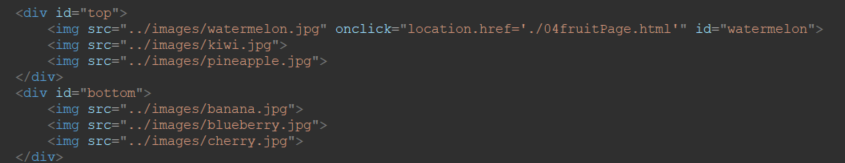 <div id="top">
<img src="../images/watermelon.jpg" onclick="location.href='./04fruitPage.html'" id="watermelon">
<img src="../images/kiwi.jpg">
<img src="../images/pineapple.jpg">
</div>
<div id="bottom">
<img src="../images/banana.jpg">
<img src="../images/blueberry.jpg">
<img src="../images/cherry.jpg">
</div>